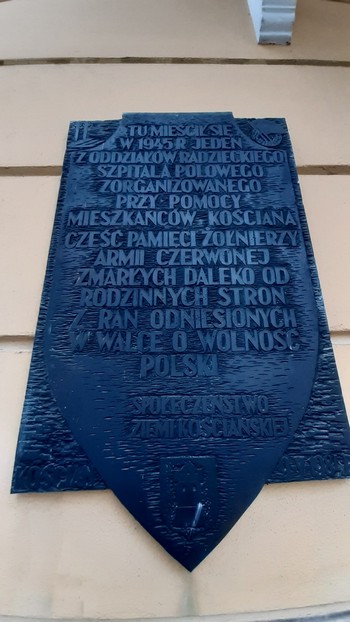 TU MIEŚCIŁ SIĘ
W 1945 R JEDEN
Z ODDZIAŁÓW RADZIECKIEGO
SZPITALA POLOWEGO
ZORGANIZOWANEGO
PRZY POMOCY
MIESZKAŃCÓW KOŚCIANA
CZEŚĆ PAMIĘCI ŻOŁNIERZY
ARMII CZERWONEJ
ZMARŁYCH DALEKO OD
RODZINNYCH STRON
Z RAN ODNIESIONYCH
W WALCE O WOLNOŚĆ
POLSKI
SPOŁECZEŃSTWO
ZIEMI KOŚCIAŃSKIEJ